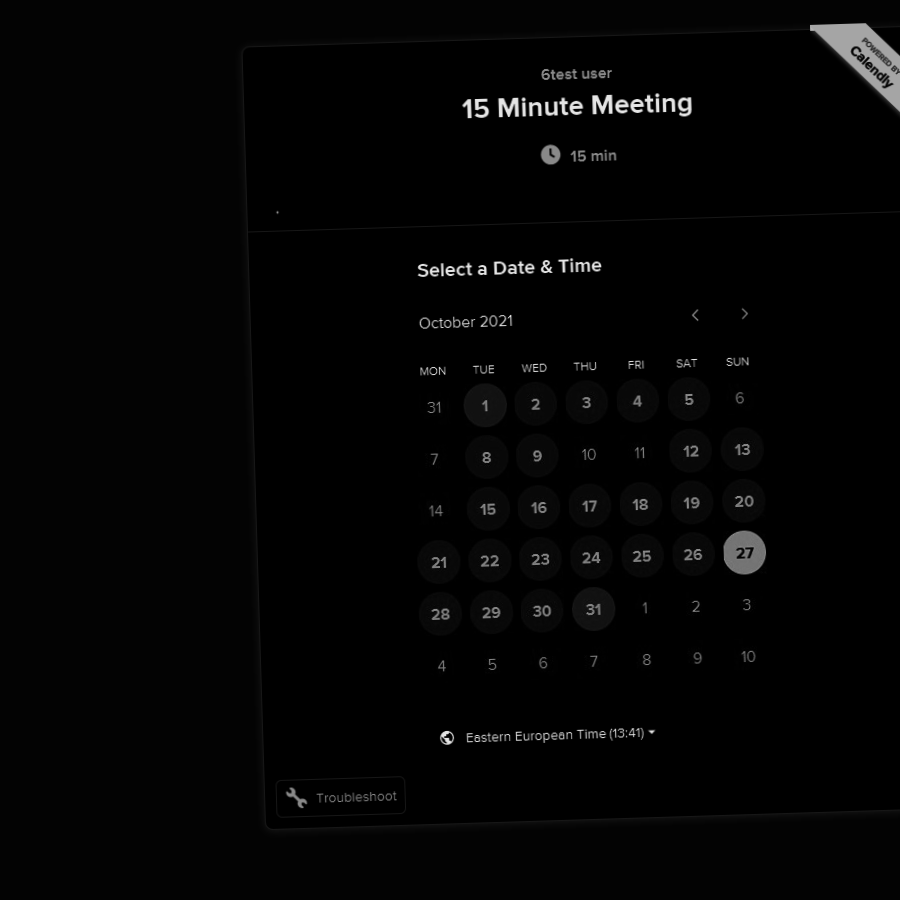 POWERED BY
Calendly
6test user
15 Minute Meeting
15 min
Select a Date & Time
October 2021
MON TUE WED THU FRI SAT SUN
31 1 2 3 4 5 6
7 8 9 10 11 12 13
14 15 16 17 18 19 20
21 22 23 24 25 26 27
28 29 30 31 1 2 3
4 5 6 7 8 9 10
Eastern European Time (13:41)
Troubleshoot